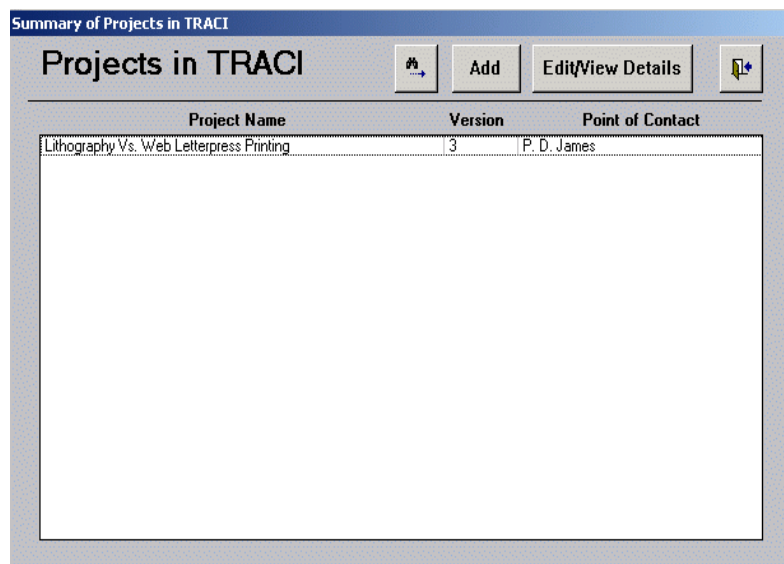 Summary of Projects in TRACI
Projects in TRACI
Add
Edit/View Details
Project Name Version Point of Contact
Lithography Vs. Web Letterpress Printing 3 P. D. James